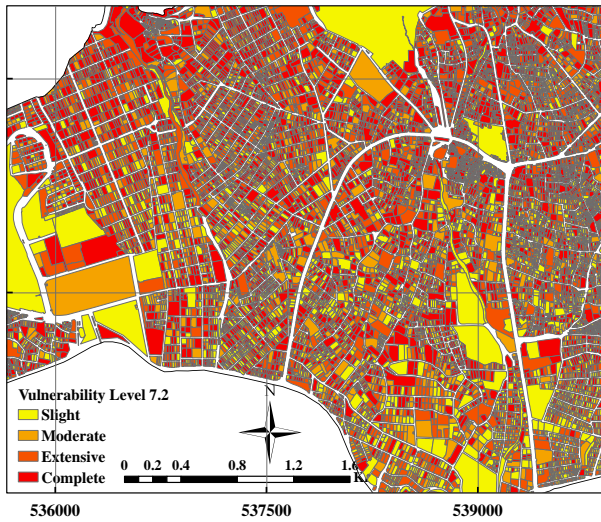 Vulnerability Level 7.2
N
Slight
Moderate
Extensive
Complete
0 0.2 0.4 0.8 1.2 1.6
K
536000 537500 539000